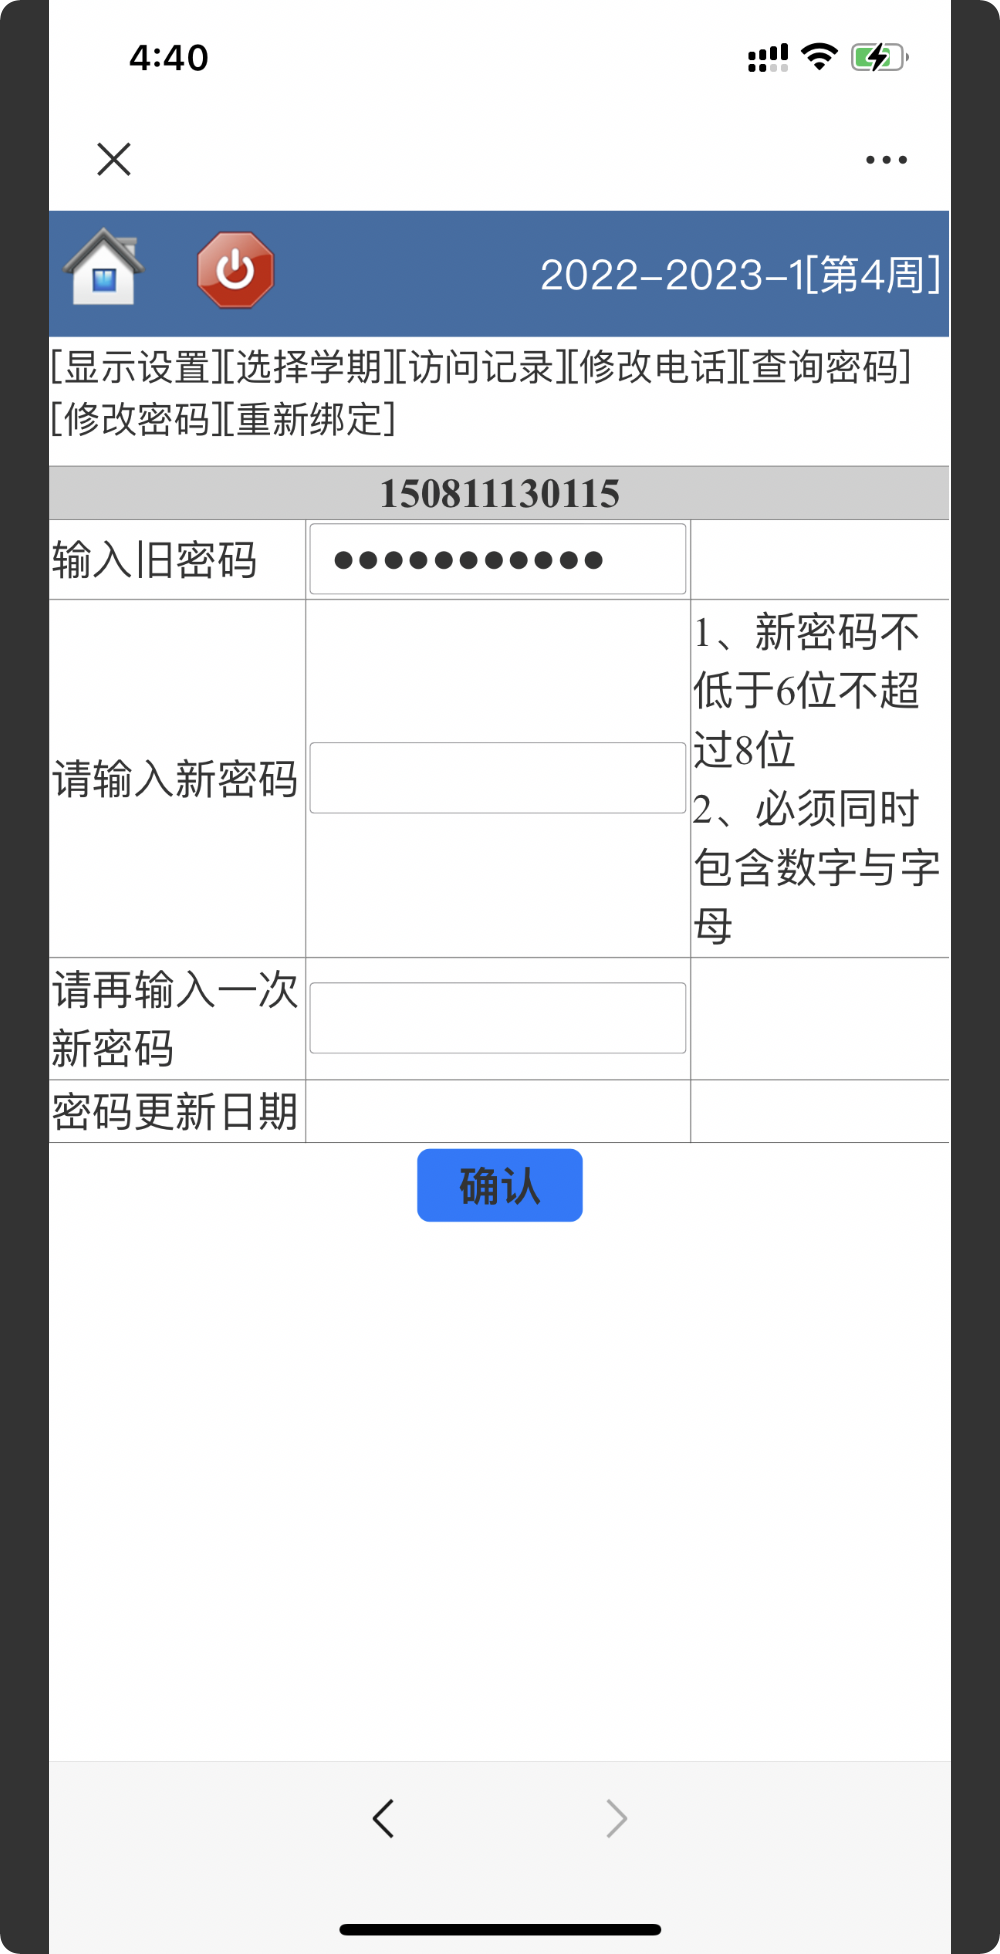 4:40
2022-2023-1[第4周]
[显示设置][选择学期][访问记录][修改电话][查询密码]
[修改密码][重新绑定]
150811130115
输入旧密码
●●●●●●●●●●●
请输入新密码
1、新密码不
低于6位不超
过8位
2、必须同时
包含数字与字
母
请再输入一次
新密码
密码更新日期
确认